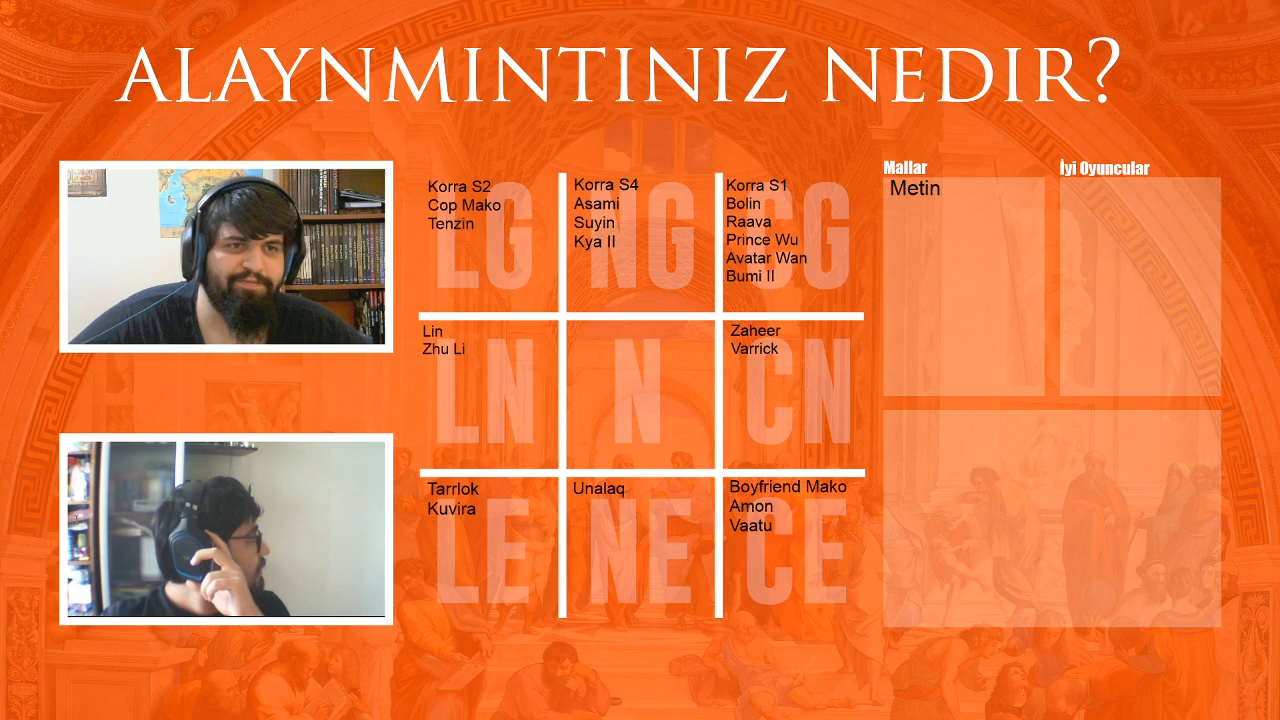 ALAYNMINTINIZ NEDIR?
Mallar
İyi Oyuncular
Metin
Korra S2
Cop Mako
Tenzin
LG
Korra S4
Asami
Suyin
Kya II
NG
Korra S1
Bolin
Raava
Prince Wu
Avatar Wan
Bumi II
CG
Lin
Zhu Li
LN
N
Zaheer
Varrick
CN
Tarrlok
Kuvira
LE
Unalaq
NE
Boyfriend Mako
Amon
Vaatu
CE